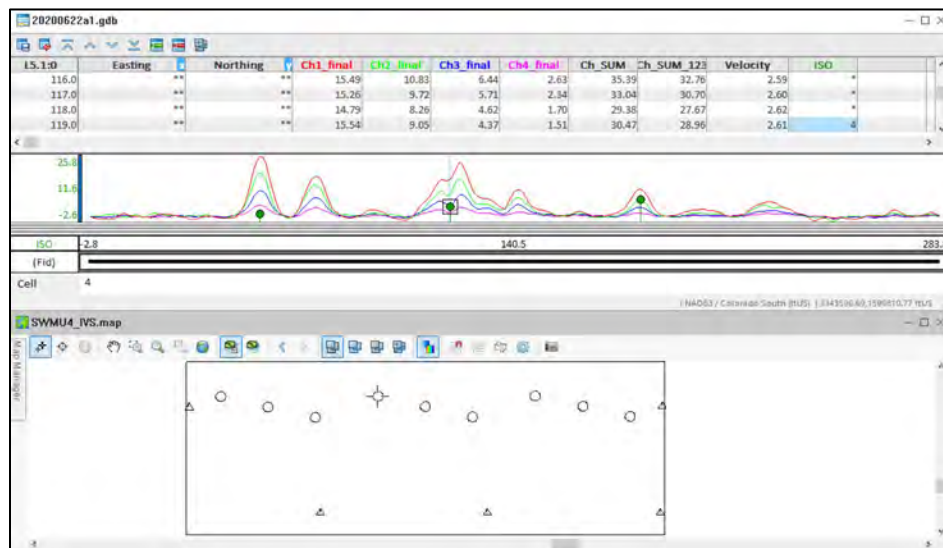 20200622a1.gdb
L5.1:0 Easting x Northing Y Ch1_final Ch2_final Ch3_final Ch4_final Ch_SUM Ch_SUM_123 Velocity ISO
116.0 ** ** 15.49 10.83 6.44 2.63 35.39 32.76 2.59 *
117.0 ** ** 15.26 9.72 5.71 2.34 33.04 30.70 2.60 *
118.0 ** ** 14.79 8.26 4.62 1.70 29.38 27.67 2.62 *
119.0 ** ** 15.54 9.05 4.37 1.51 30.47 28.96 2.61 4
25.8
11.6
-2.6
ISO -2.8 140.5 283.
(Fid)
Cell 4
SWMU4_IVS.map
Map Manager